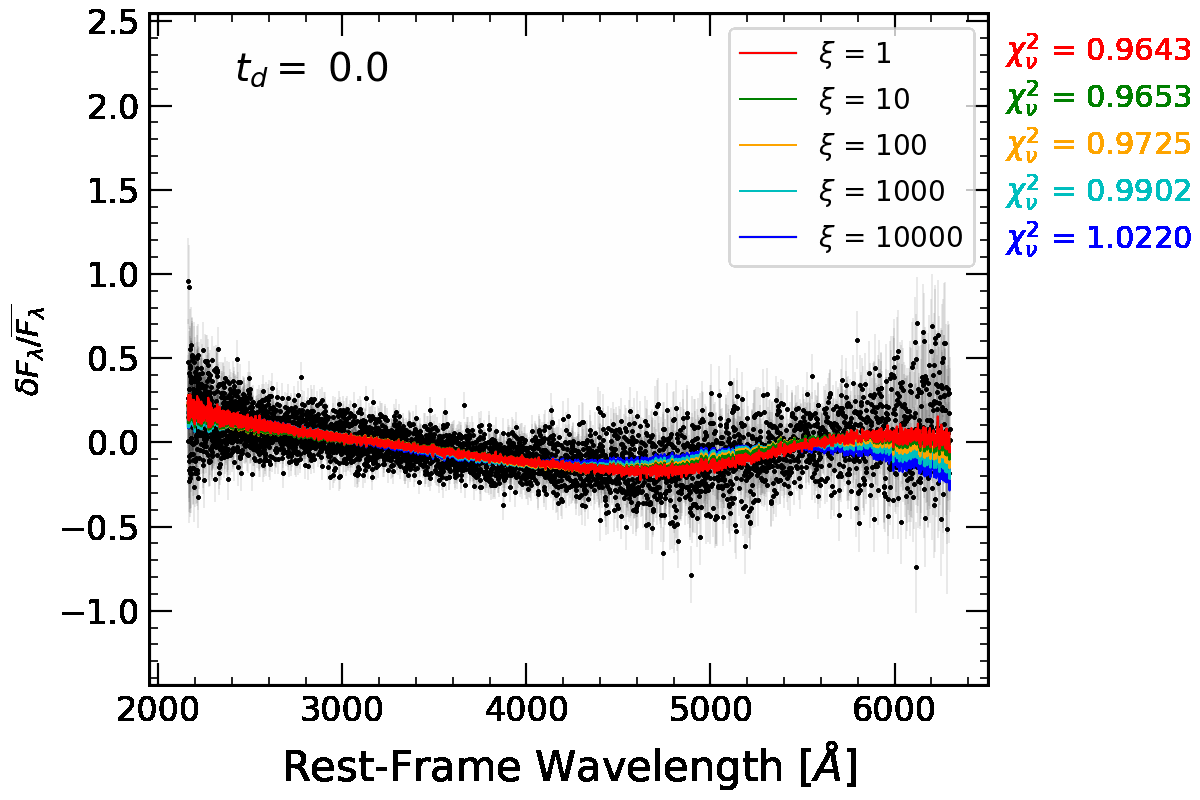 t_d = 0.0
ξ = 1
ξ = 10
ξ = 100
ξ = 1000
ξ = 10000
χ²_ν = 0.9643
χ²_ν = 0.9653
χ²_ν = 0.9725
χ²_ν = 0.9902
χ²_ν = 1.0220
2.5
2.0
1.5
1.0
0.5
0.0
−0.5
−1.0
δF_λ/F̅_λ̅
2000 3000 4000 5000 6000
Rest-Frame Wavelength [Å]